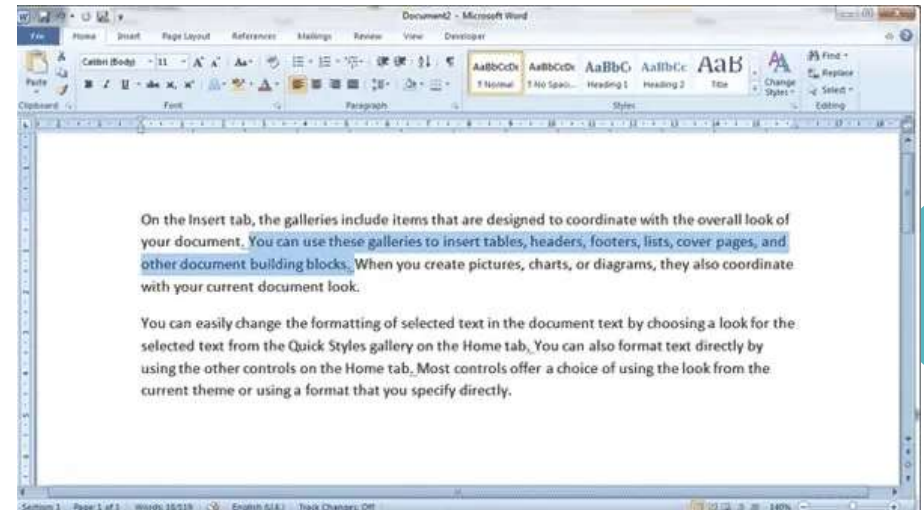 Document2 - Microsoft Word
File Home Insert Page Layout References Mailings Review View Developer
Calibri (Body) 11 Find
Paste Replace
AaBbCcDc AaBbCcDc AaBbC AaBbCc AaB
¶ Normal ¶ No Spaci... Heading 1 Heading 2 Title Change Styles Select
Clipboard Font Paragraph Styles Editing
On the Insert tab, the galleries include items that are designed to coordinate with the overall look of
your document. You can use these galleries to insert tables, headers, footers, lists, cover pages, and
other document building blocks. When you create pictures, charts, or diagrams, they also coordinate
with your current document look.
You can easily change the formatting of selected text in the document text by choosing a look for the
selected text from the Quick Styles gallery on the Home tab. You can also format text directly by
using the other controls on the Home tab. Most controls offer a choice of using the look from the
current theme or using a format that you specify directly.
Section: 1 Page: 1 of 1 Words: English (U.K.) Track Changes: Off 140%